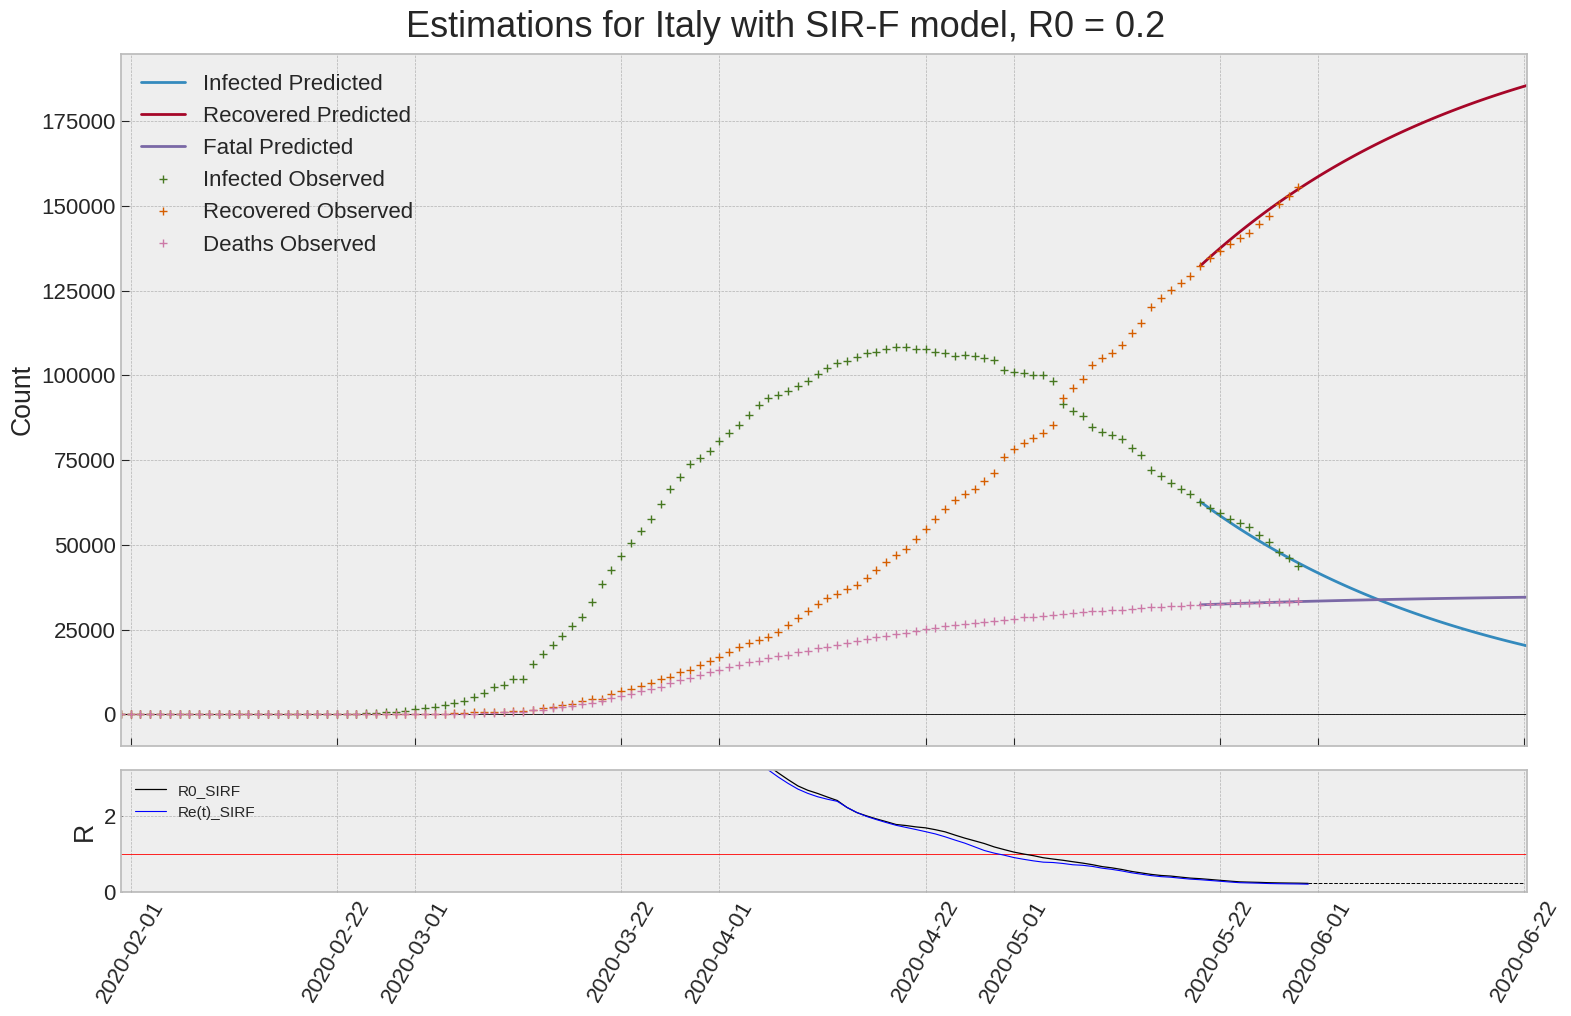 Estimations for Italy with SIR-F model, R0 = 0.2
Infected Predicted
Recovered Predicted
Fatal Predicted
Infected Observed
Recovered Observed
Deaths Observed
Count
175000
150000
125000
100000
75000
50000
25000
0
R0_SIRF
Re(t)_SIRF
R
2
0
2020-02-01
2020-02-22
2020-03-01
2020-03-22
2020-04-01
2020-04-22
2020-05-01
2020-05-22
2020-06-01
2020-06-22